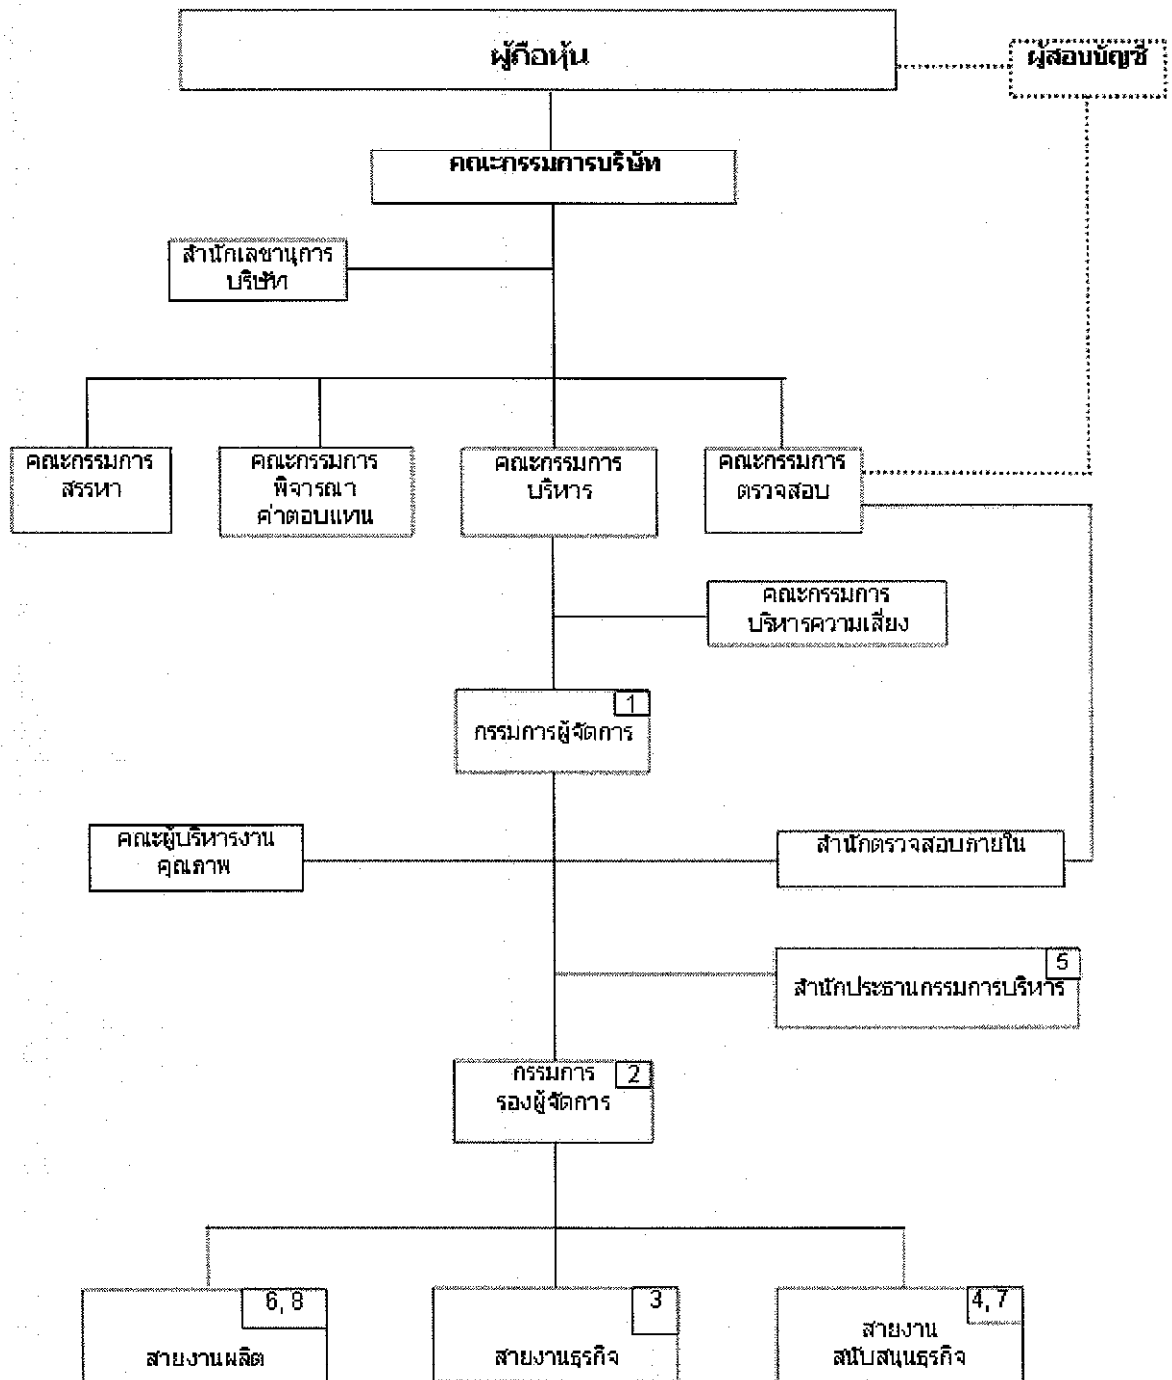 ผู้ถือหุ้น
ผู้สอบบัญชี
คณะกรรมการบริษัท
สำนักเลขานุการ
บริษัท
คณะกรรมการ
สรรหา
คณะกรรมการ
พิจารณา
ค่าตอบแทน
คณะกรรมการ
บริหาร
คณะกรรมการ
ตรวจสอบ
คณะกรรมการ
บริหารความเสี่ยง
1
กรรมการผู้จัดการ
คณะผู้บริหารงาน
คุณภาพ
สำนักตรวจสอบภายใน
5
สำนักประธานกรรมการบริหาร
กรรมการ 2
รองผู้จัดการ
6, 8
สายงานผลิต
3
สายงานธุรกิจ
4, 7
สายงาน
สนับสนุนธุรกิจ